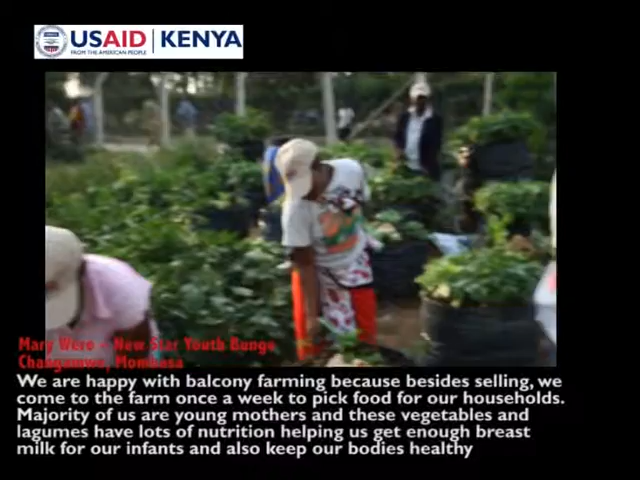 USAID | KENYA
FROM THE AMERICAN PEOPLE
Mary Were - New Star Youth Bunge
Changamwe, Mombasa
We are happy with balcony farming because besides selling, we
come to the farm once a week to pick food for our households.
Majority of us are young mothers and these vegetables and
lagumes have lots of nutrition helping us get enough breast
milk for our infants and also keep our bodies healthy